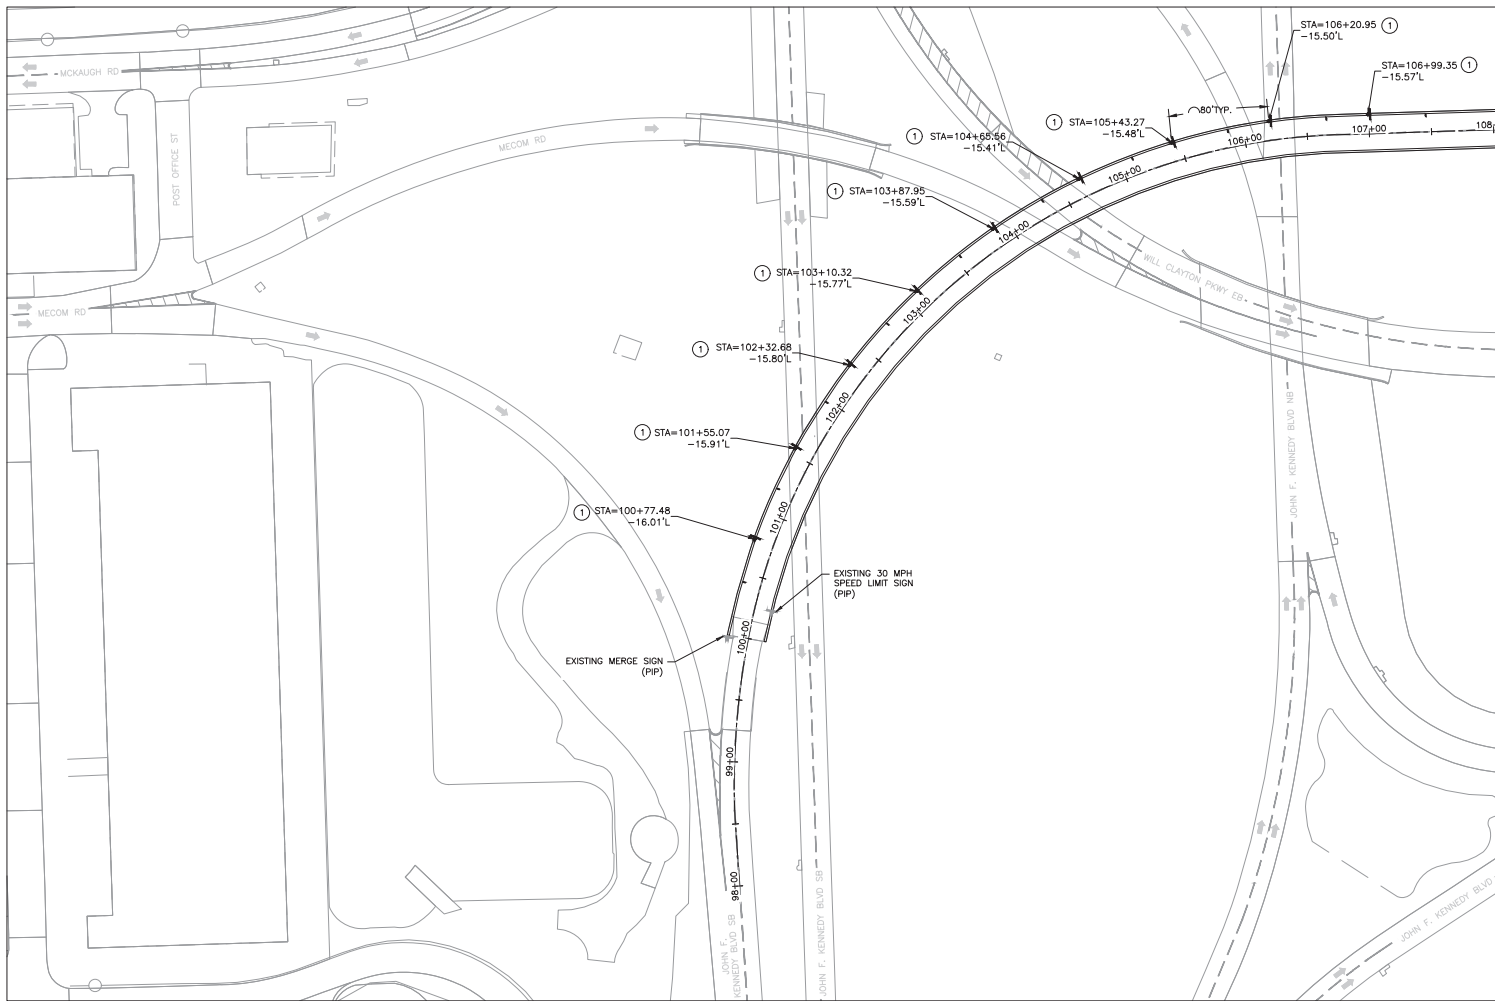 STA=106+20.95 1
-15.50'L
STA=106+99.35 1
-15.57'L
MCKAUGH RD
80'TYP.
1 STA=105+43.27
-15.48'L
1 STA=104+65.56
-15.41'L
106+00
107+00
108
POST OFFICE ST
MECOM RD
105+00
1 STA=103+87.95
-15.59'L
104+00
WILL CLAYTON PKWY EB
1 STA=103+10.32
-15.77'L
103+00
MECOM RD
1 STA=102+32.68
-15.80'L
102+00
1 STA=101+55.07
-15.91'L
JOHN F. KENNEDY BLVD NB
1 STA=100+77.48
-16.01'L
101+00
EXISTING 30 MPH
SPEED LIMIT SIGN
(PIP)
100+00
EXISTING MERGE SIGN
(PIP)
99+00
98+00
JOHN F.
KENNEDY BLVD SB
JOHN F. KENNEDY BLVD SB
JOHN F. KENNEDY BLVD